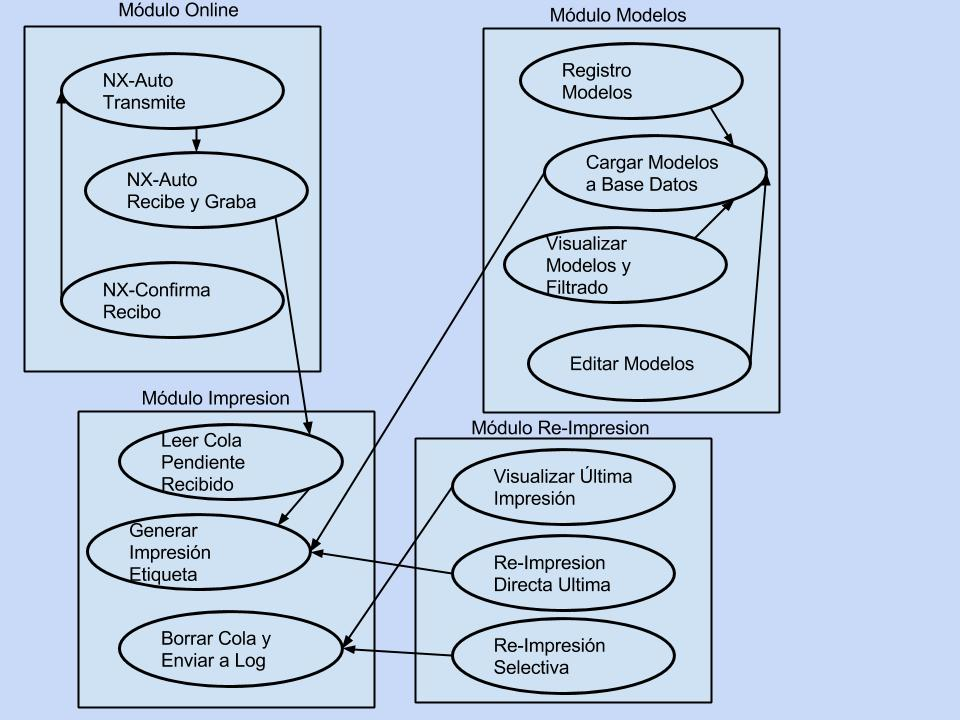 Módulo Online
NX-Auto
Transmite
NX-Auto
Recibe y Graba
NX-Confirma
Recibo
Módulo Modelos
Registro
Modelos
Cargar Modelos
a Base Datos
Visualizar
Modelos y
Filtrado
Editar Modelos
Módulo Impresion
Leer Cola
Pendiente
Recibido
Generar
Impresión
Etiqueta
Borrar Cola y
Enviar a Log
Módulo Re-Impresion
Visualizar Última
Impresión
Re-Impresion
Directa Ultima
Re-Impresión
Selectiva